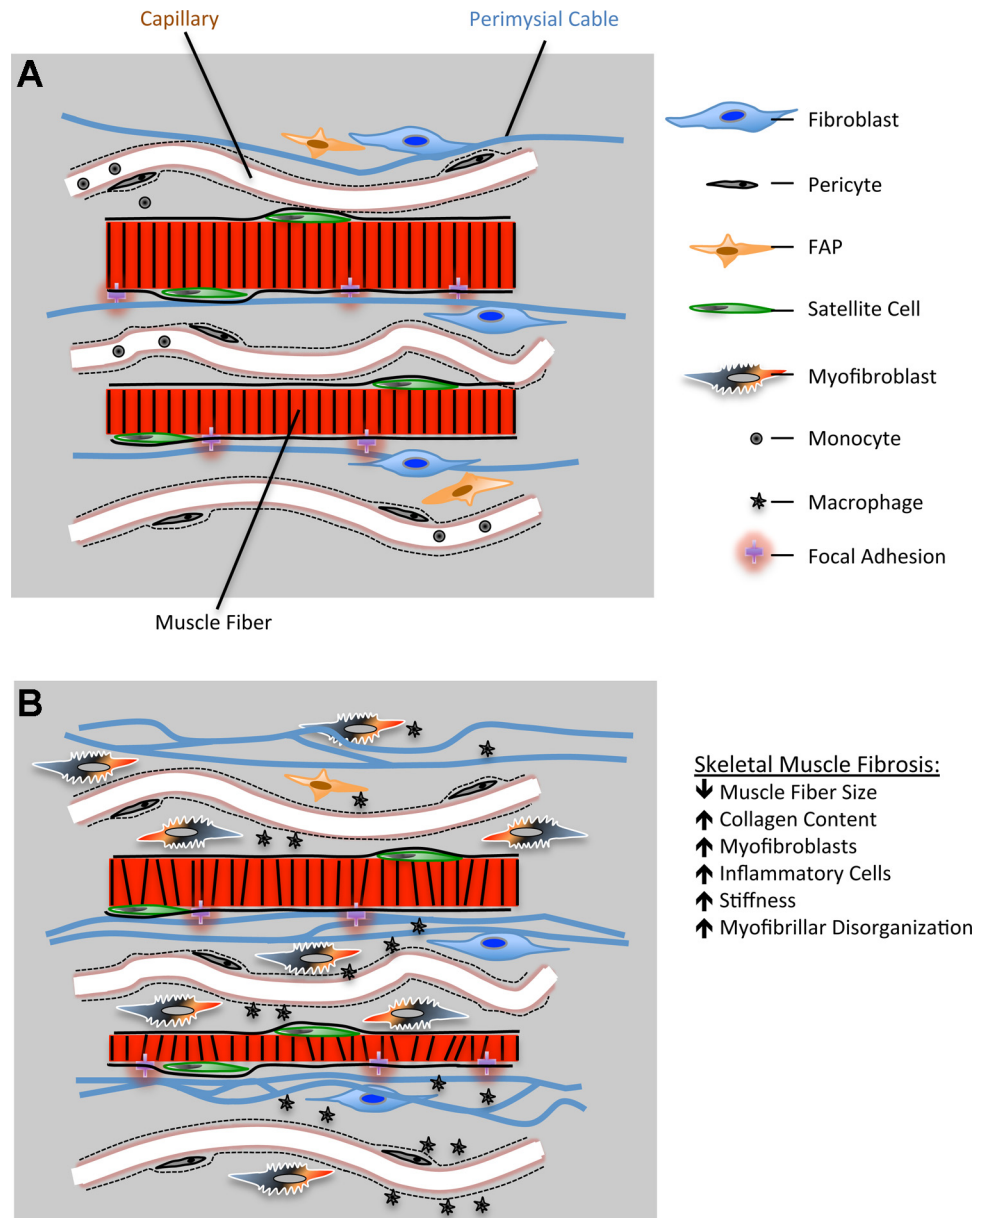 Capillary
Perimysial Cable
A
Fibroblast
Pericyte
FAP
Satellite Cell
Myofibroblast
Monocyte
Macrophage
Focal Adhesion
Muscle Fiber
B
Skeletal Muscle Fibrosis:
↓ Muscle Fiber Size
↑ Collagen Content
↑ Myofibroblasts
↑ Inflammatory Cells
↑ Stiffness
↑ Myofibrillar Disorganization